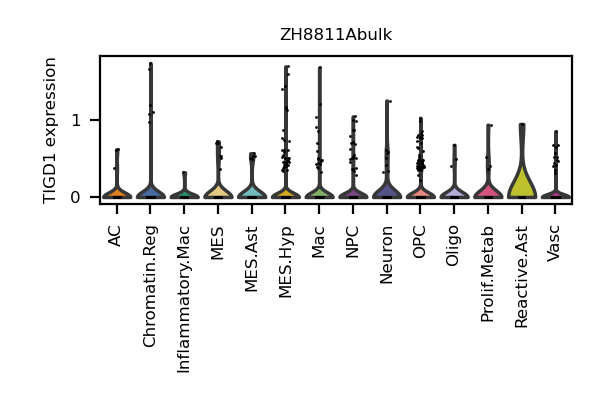 ZH8811Abulk
TIGD1 expression
1
0
AC
Chromatin.Reg
Inflammatory.Mac
MES
MES.Ast
MES.Hyp
Mac
NPC
Neuron
OPC
Oligo
Prolif.Metab
Reactive.Ast
Vasc